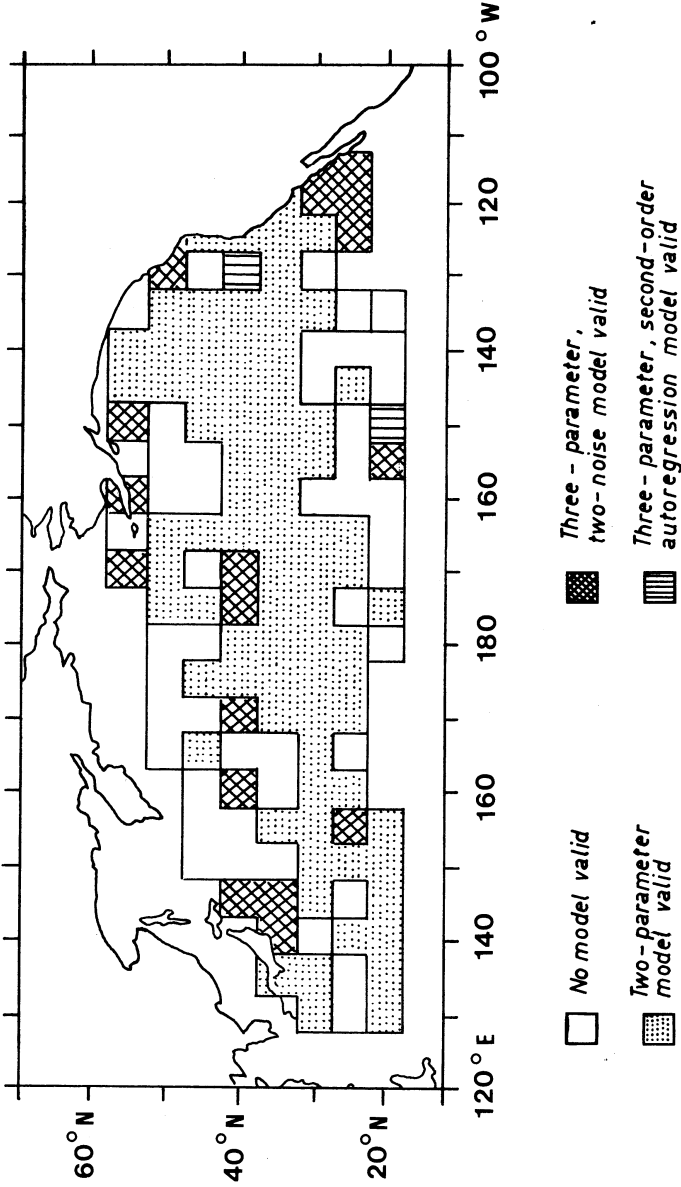 60°N
40°N
20°N
120°E
140
160
180
160
140
120
100°W
No model valid
Two-parameter
model valid
Three-parameter,
two-noise model valid
Three-parameter, second-order
autoregression model valid